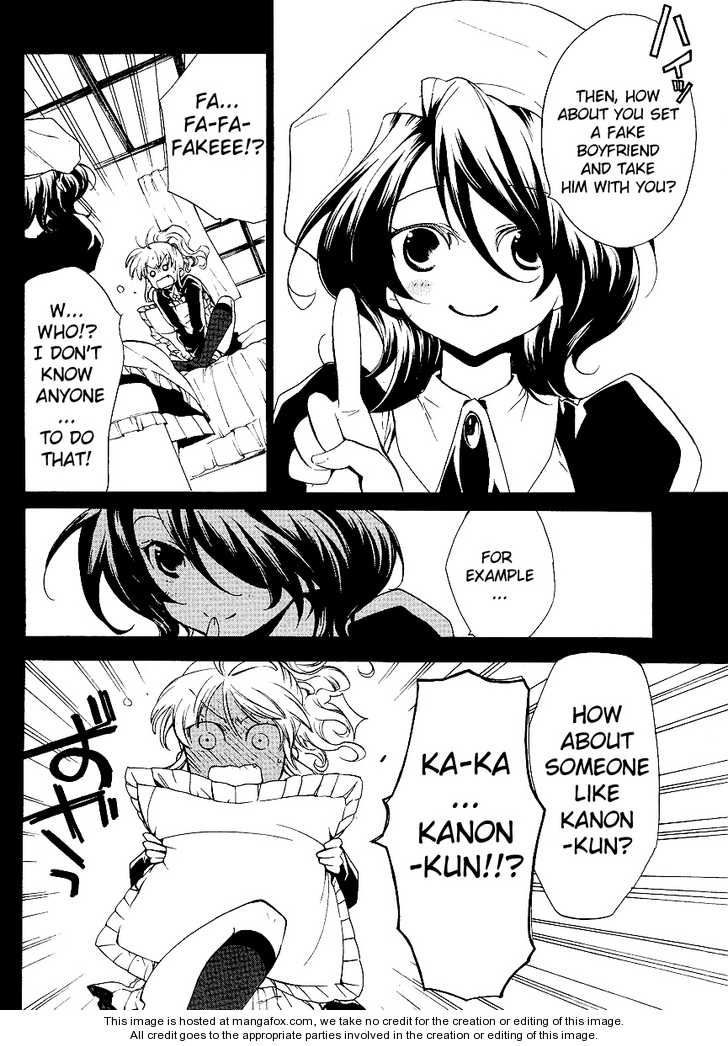 THEN, HOW
ABOUT YOU SET
A FAKE
BOYFRIEND
AND TAKE
HIM WITH YOU?
FA...
FA-FA-
FAKEEE!?
W...
WHO!?
I DON'T
KNOW
ANYONE
...
TO DO
THAT!
FOR
EXAMPLE
...
HOW
ABOUT
SOMEONE
LIKE
KANON
-KUN?
KA-KA
...
KANON
-KUN!!?
This image is hosted at mangafox.com, we take no credit for the creation or editing of this image.
All credit goes to the appropriate parties involved in the creation or editing of this image.